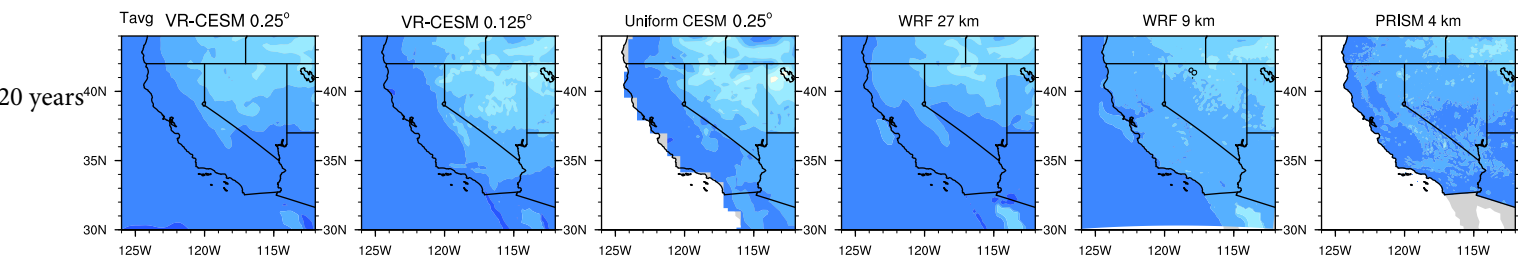 Tavg VR-CESM 0.25° VR-CESM 0.125° Uniform CESM 0.25° WRF 27 km WRF 9 km PRISM 4 km
20 years 40N 40N 40N 40N 40N 40N
35N 35N 35N 35N 35N 35N
30N 30N 30N 30N 30N 30N
125W 120W 115W 125W 120W 115W 125W 120W 115W 125W 120W 115W 125W 120W 115W 125W 120W 115W